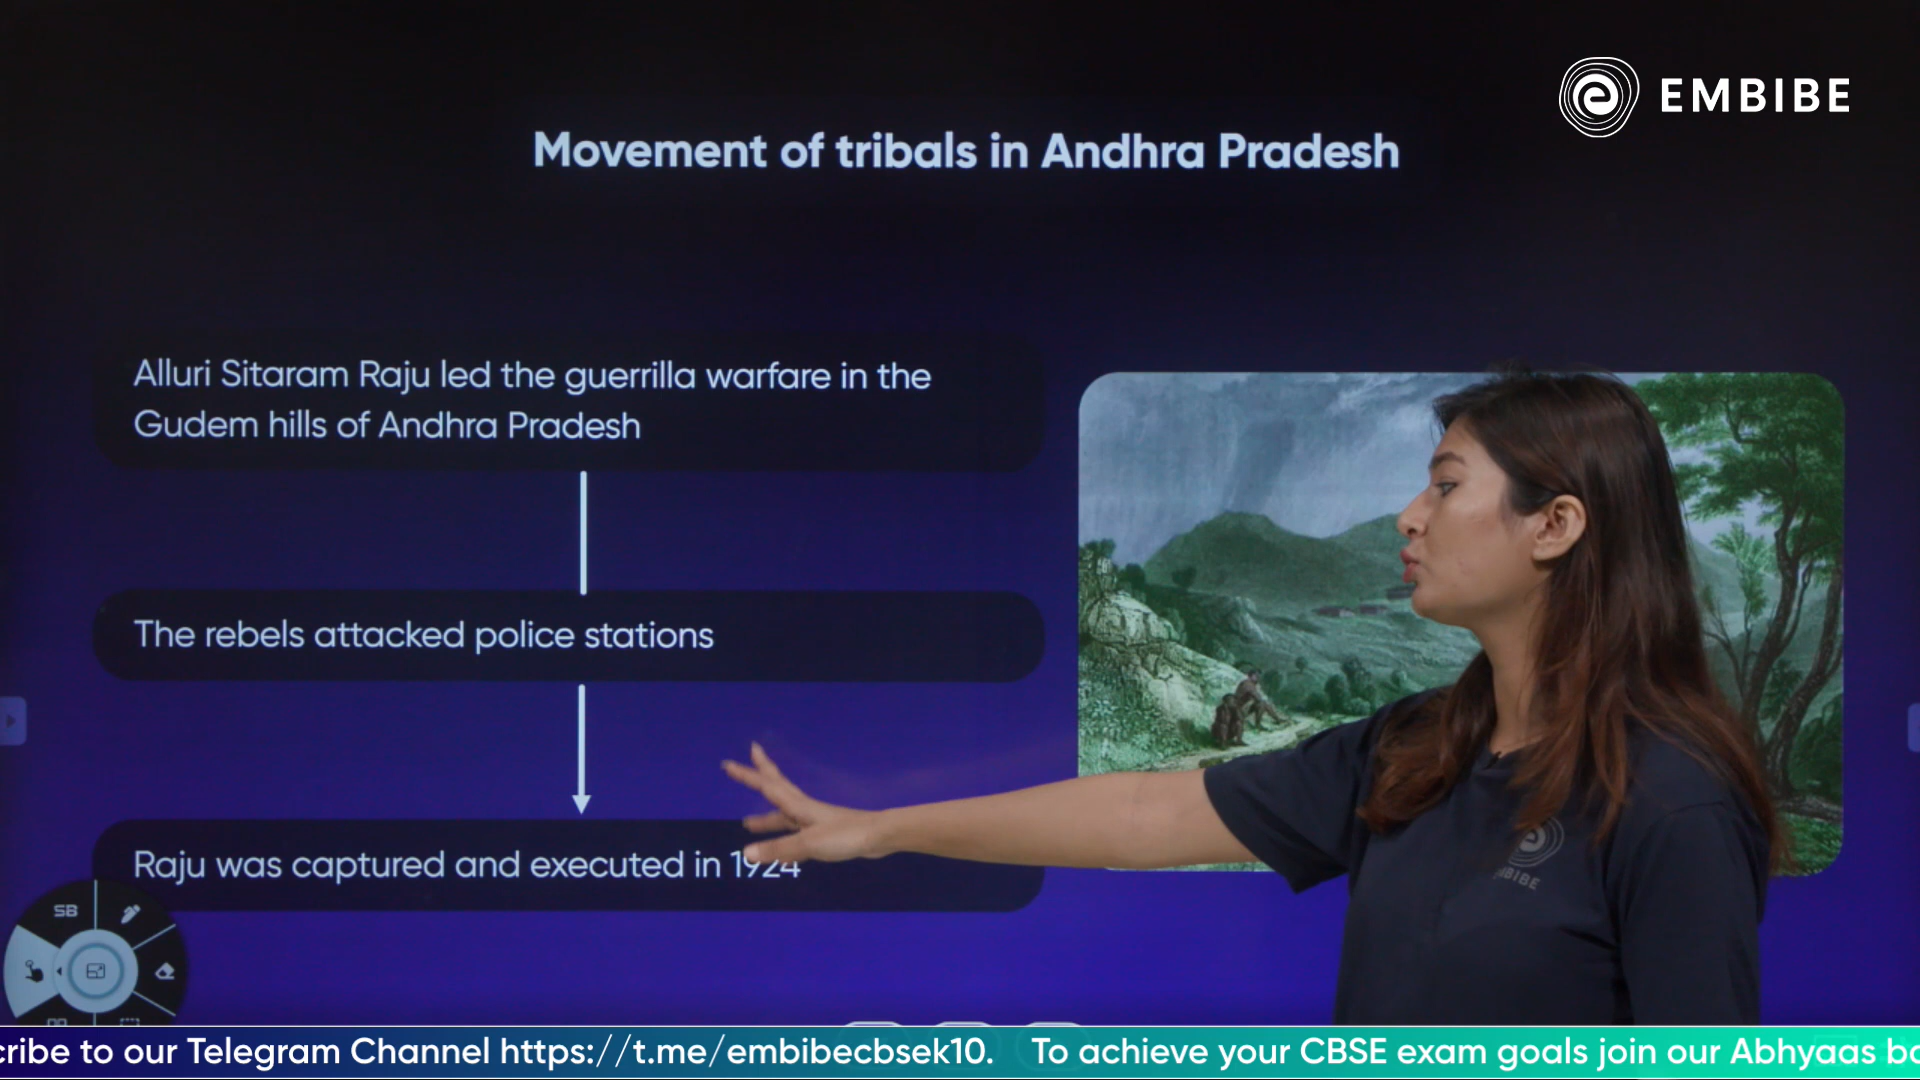 EMBIBE
Movement of tribals in Andhra Pradesh
Alluri Sitaram Raju led the guerrilla warfare in the
Gudem hills of Andhra Pradesh
The rebels attacked police stations
Raju was captured and executed in 1924
SB
EMBIBE
cribe to our Telegram Channel https://t.me/embibecbsek10. To achieve your CBSE exam goals join our Abhyaas ba